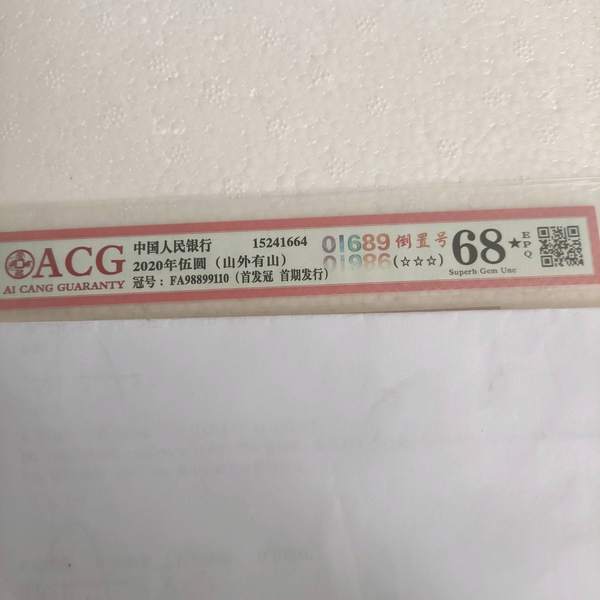 ACG
AI CANG GUARANTY
中国人民银行 15241664
2020年伍圆（山外有山）
冠号：FA98899110（首发冠 首期发行）
01689 倒置号
01986 (☆☆☆)
68★ EPQ
Superb Gem Unc